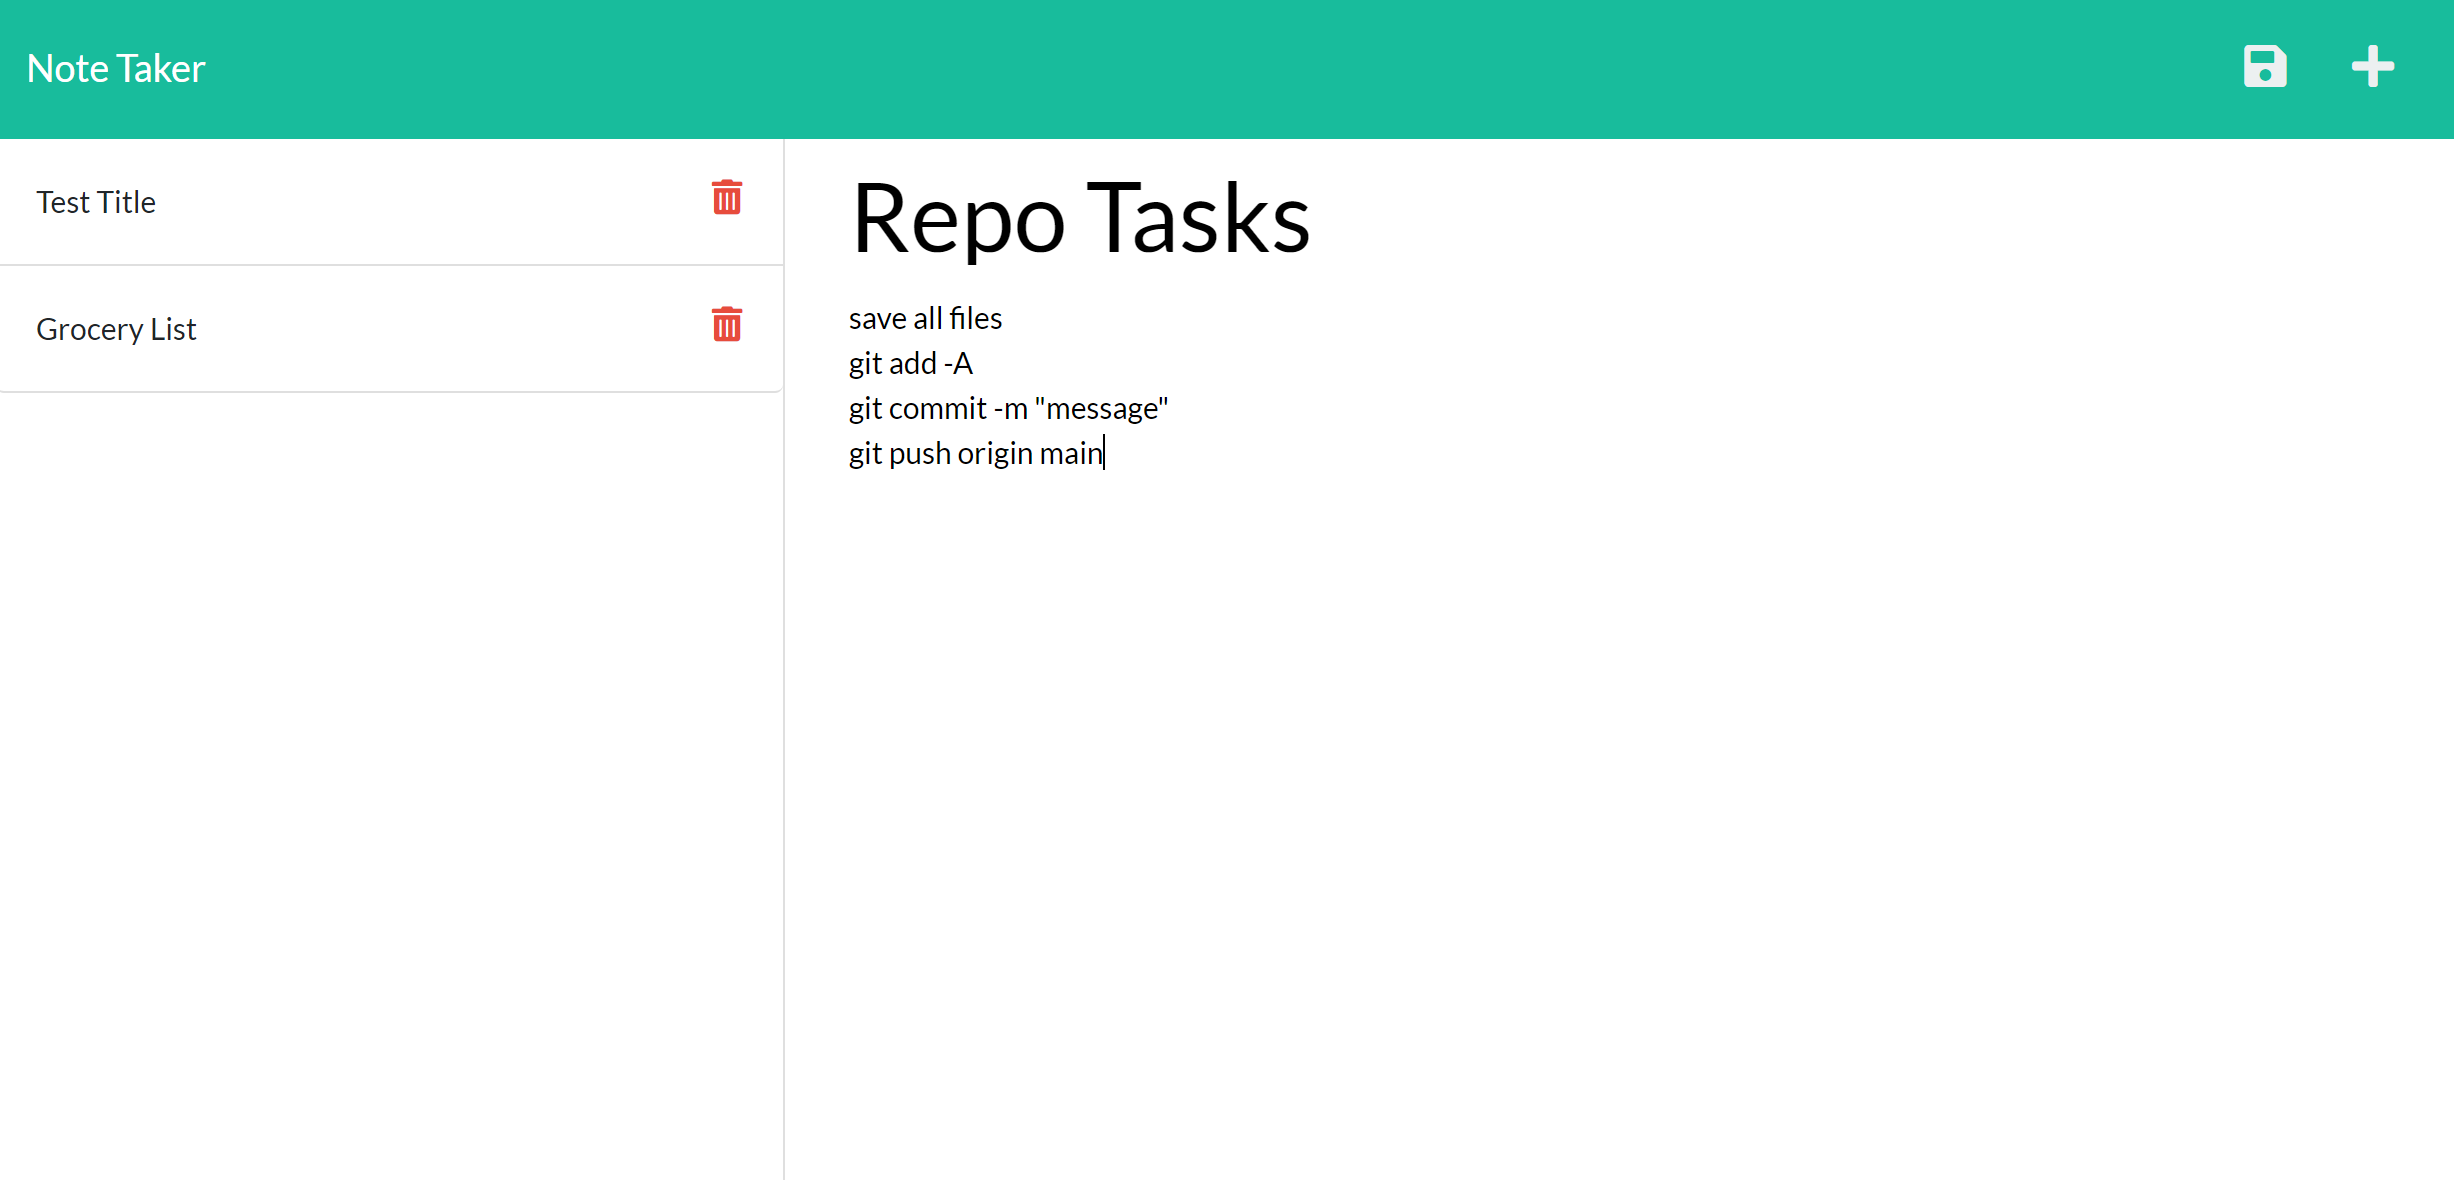 Note Taker
Test Title
Grocery List
Repo Tasks
save all files
git add -A
git commit -m "message"
git push origin main